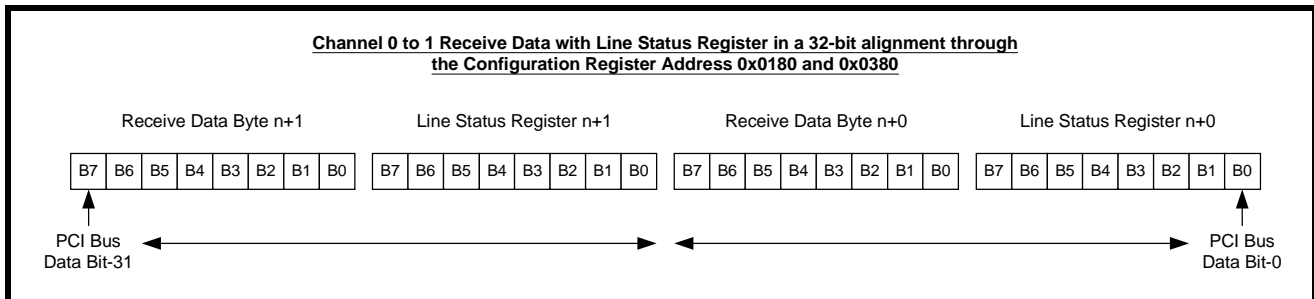 Channel 0 to 1 Receive Data with Line Status Register in a 32-bit alignment through
the Configuration Register Address 0x0180 and 0x0380
Receive Data Byte n+1 Line Status Register n+1 Receive Data Byte n+0 Line Status Register n+0
B7 B6 B5 B4 B3 B2 B1 B0 B7 B6 B5 B4 B3 B2 B1 B0 B7 B6 B5 B4 B3 B2 B1 B0 B7 B6 B5 B4 B3 B2 B1 B0
PCI Bus
Data Bit-31
PCI Bus
Data Bit-0